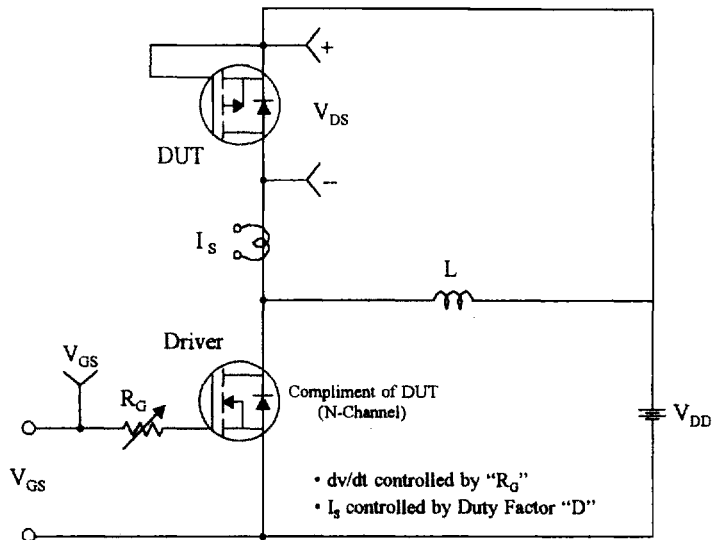 +
V_DS
DUT
--
I_S
L
Driver
V_GS
R_G
Compliment of DUT
(N-Channel)
V_DD
V_GS
• dv/dt controlled by “R_G”
• I_S controlled by Duty Factor “D”